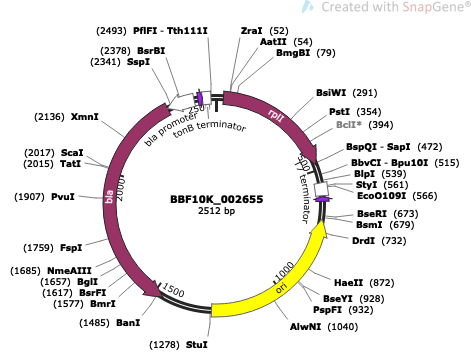 Created with SnapGene®
(2493) PflFI - Tth111I
(2378) BsrBI
(2341) SspI
(2136) XmnI
(2017) ScaI
(2015) TatI
(1907) PvuI
(1759) FspI
(1685) NmeAIII
(1657) BglI
(1617) BsrFI
(1577) BmrI
(1485) BanI
(1278) StuI
ZraI (52)
AatII (54)
BmgBI (79)
BsiWI (291)
PstI (354)
BclI* (394)
BspQI - SapI (472)
BbvCI - Bpu10I (515)
BlpI (539)
StyI (561)
EcoO109I (566)
BseRI (673)
BsmI (679)
DrdI (732)
HaeII (872)
BseYI (928)
PspFI (932)
AlwNI (1040)
bla promoter
tonB terminator
rplI
T7 terminator
bla
ori
250
500
1000
1500
2000
BBF10K_002655
2512 bp